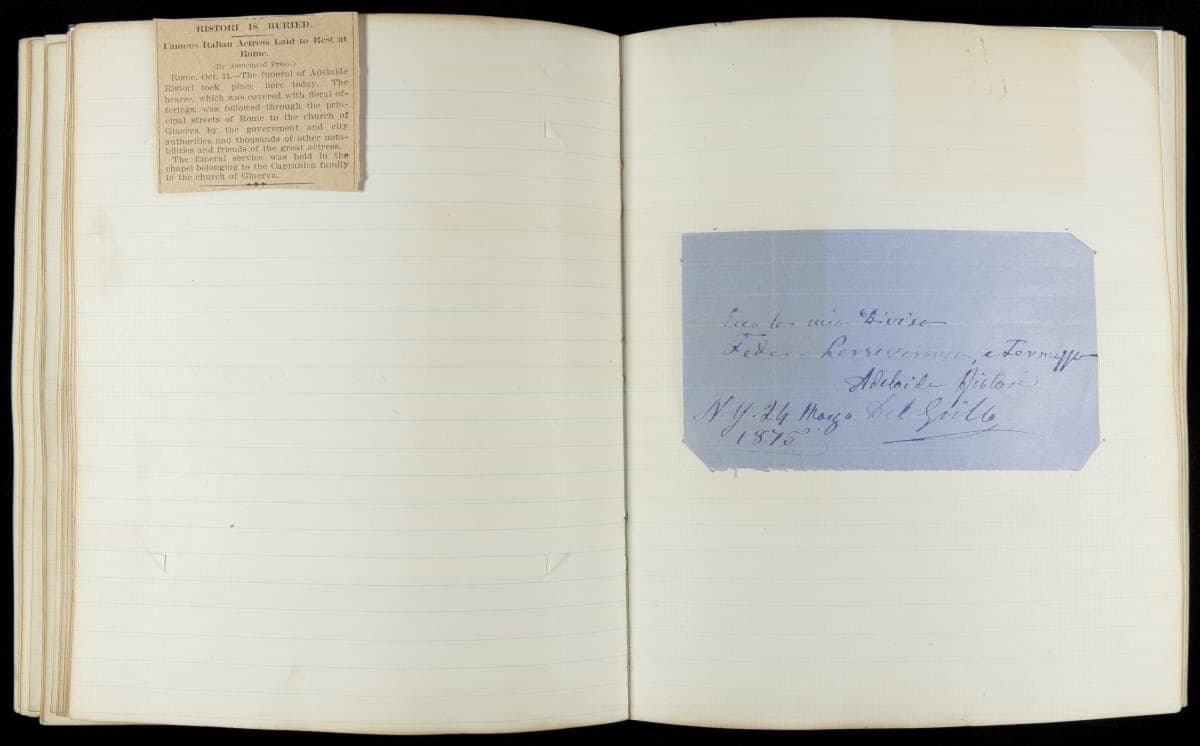 RISTORI IS BURIED.
Famous Italian Actress Laid to Rest at
Rome.
(By Associated Press.)
Rome, Oct. 11.—The funeral of Adelaide
Ristori took place here today. The
hearse, which was covered with floral of-
ferings, was followed through the prin-
cipal streets of Rome to the church of
Ginerva by the government and city
authorities and thousands of other nota-
bilities and friends of the great actress.
The funeral service was held in the
chapel belonging to the Capranica family
in the church of Ginerva.
Ecco la mia Divisa
Fede - Perseveranza, e Fermezza
Adelaide Ristori
N.Y. 24 Marzo Del Grillo
1875